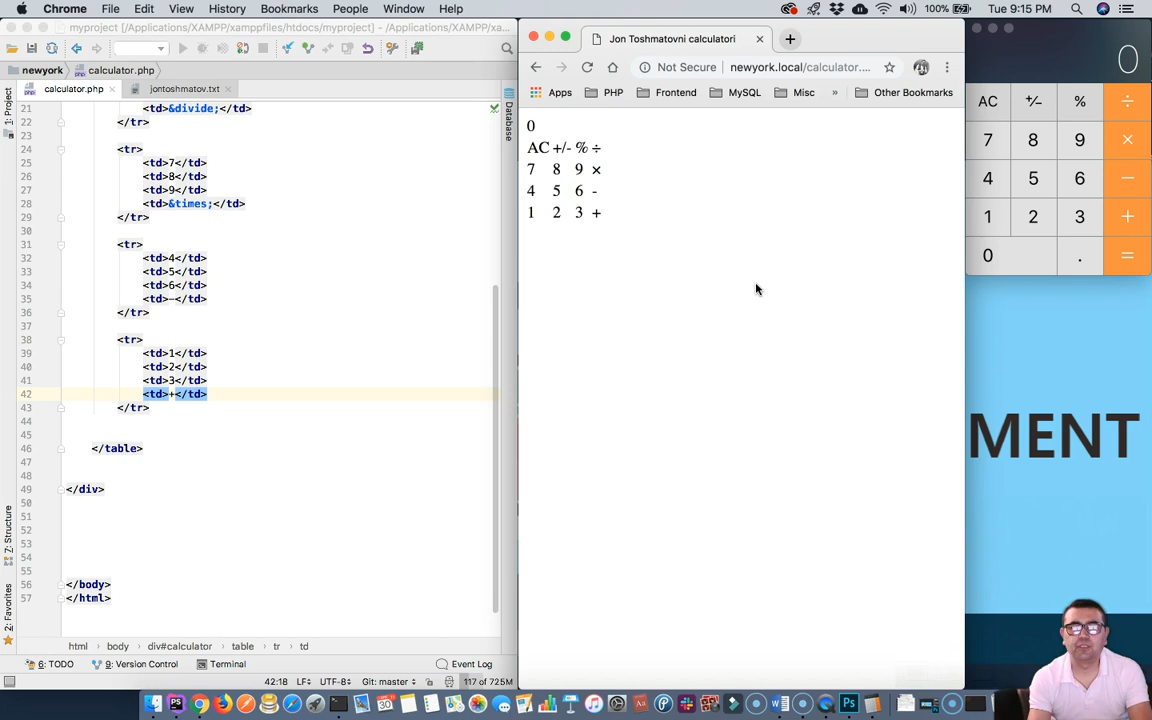 Chrome File Edit View History Bookmarks People Window Help 100% Tue 9:15 PM
myproject [/Applications/XAMPP/xamppfiles/htdocs/myproject] - /Applications/XA...
newyork calculator.php
calculator.php jontoshmatov.txt
1: Project
Database
7: Structure
2: Favorites
21 <td>&divide;</td>
22 </tr>
23
24 <tr>
25 <td>7</td>
26 <td>8</td>
27 <td>9</td>
28 <td>&times;</td>
29 </tr>
30
31 <tr>
32 <td>4</td>
33 <td>5</td>
34 <td>6</td>
35 <td>-</td>
36 </tr>
37
38 <tr>
39 <td>1</td>
40 <td>2</td>
41 <td>3</td>
42 <td>+</td>
43 </tr>
44
45
46 </table>
47
48
49 </div>
50
51
52
53
54
56 </body>
57 </html>
html body div#calculator table tr td
6: TODO 9: Version Control Terminal Event Log
42:18 LF UTF-8 Git: master 117 of 725M
Jon Toshmatovni calculatori
Not Secure newyork.local/calculator....
Apps PHP Frontend MySQL Misc » Other Bookmarks
0
AC +/- % ÷
7 8 9 ×
4 5 6 -
1 2 3 +
0
AC +/- % ÷
7 8 9 ×
4 5 6 −
1 2 3 +
0 . =
MENT